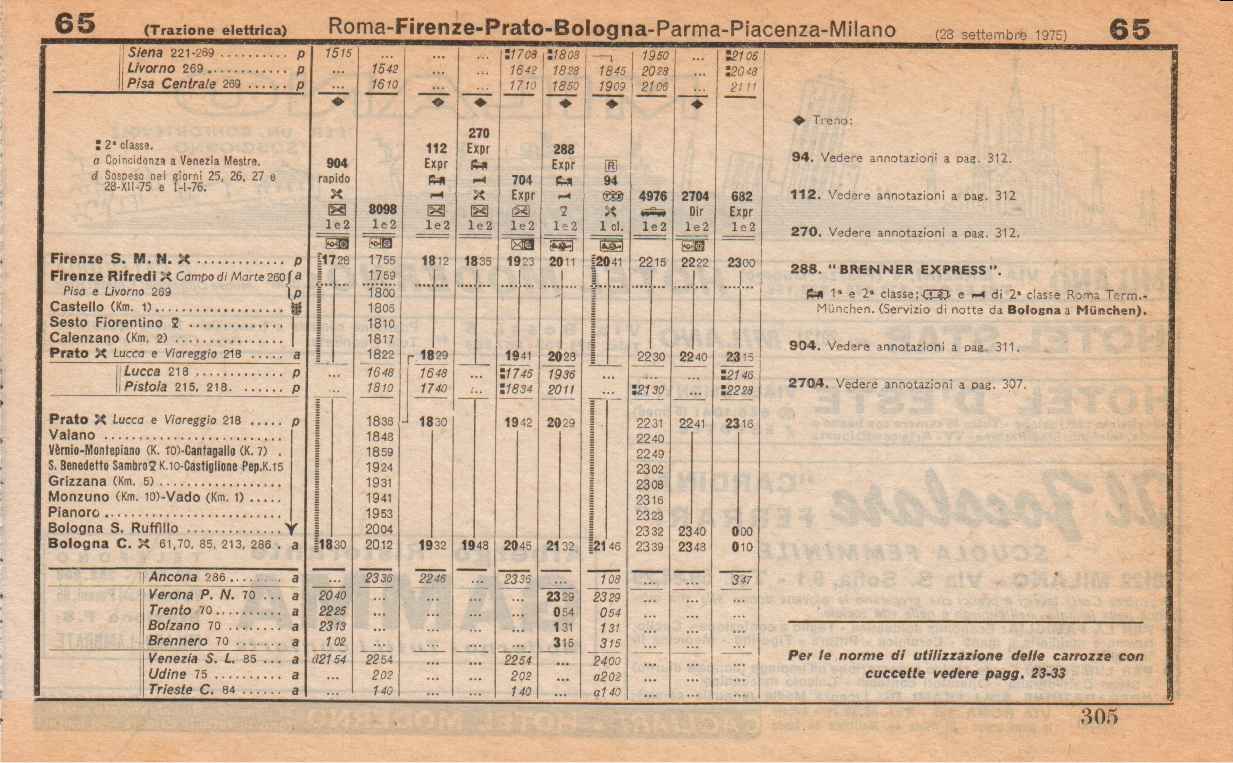 65 (Trazione elettrica) Roma-Firenze-Prato-Bologna-Parma-Piacenza-Milano (28 settembre 1975) 65
Siena 221-269 .......... p 1515 ... ... ... 1708 1808 1950 ... 2105
Livorno 269 ........... p ... 1542 ... ... 1642 1828 1845 2028 ... 2048
Pisa Centrale 269 ...... p ... 1610 ... ... 1710 1850 1909 2106 ... 2111
2ª classe.
a Coincidenza a Venezia Mestre.
d Sospeso nei giorni 25, 26, 27 e
28-XII-75 e 1-I-76.
904
rapido
1e2
8098
1e2
112
Expr
1e2
270
Expr
1e2
704
Expr
1e2
288
Expr
1e2
R
94
1 cl.
4976
1e2
2704
Dir
1e2
682
Expr
1e2
Firenze S. M. N. ............. p 1728 1755 1812 1835 1923 2011 2041 2215 2222 2300
Firenze Rifredi Campo di Marte 260 a 1759
Pisa e Livorno 269 p 1800
Castello (Km. 1) ................ 1805
Sesto Fiorentino .............. 1810
Calenzano (Km. 2) .............. 1817
Prato Lucca e Viareggio 218 ..... a 1822 1829 1941 2028 2230 2240 2315
Lucca 218 ............ p ... 1648 1648 ... 1745 1936 ... 2146
Pistoia 215, 218. ...... p ... 1810 1740 ... 1834 2011 2130 ... 2228
Prato Lucca e Viareggio 218 ..... p 1838 1830 1942 2029 2231 2241 2316
Vaiano ........................ 1848 2240
Vèrnio-Montepiano (K. 10)-Cantagallo (K. 7) . 1859 2249
S. Benedetto Sambro K.10-Castiglione Pep.K.15 1924 2302
Grizzana (Km. 5) ................ 1931 2308
Monzuno (Km. 10)-Vado (Km. 1) ..... 1941 2316
Pianoro ........................ 1953 2323
Bologna S. Ruffillo ............. 2004 2332 2340 000
Bologna C. 61,70, 85, 213, 286 . a 1830 2012 1932 1948 2045 2132 2146 2339 2348 010
Ancona 286 ....... a ... 2336 2246 ... 2336 ... 108 ... ... 347
Verona P. N. 70 ... a 2040 ... ... ... ... 2329 2329 ... ... ...
Trento 70 ........... a 2225 ... ... ... ... 054 054 ... ... ...
Bolzano 70 ......... a 2313 ... ... ... ... 131 131 ... ... ...
Brennero 70 ....... a 102 ... ... ... ... 315 315 ... ... ...
Venezia S. L. 85 ... a d2154 2254 ... ... 2254 ... 2400 ... ... ...
Udine 75 ........... a ... 202 ... ... 202 ... a202 ... ... ...
Trieste C. 84 ....... a ... 140 ... ... 140 ... a140 ... ... ...
Treno:
94. Vedere annotazioni a pag. 312.
112. Vedere annotazioni a pag. 312
270. Vedere annotazioni a pag. 312.
288. "BRENNER EXPRESS".
1ª e 2ª classe; e di 2ª classe Roma Term.-
München. (Servizio di notte da Bologna a München).
904. Vedere annotazioni a pag. 311.
2704. Vedere annotazioni a pag. 307.
Per le norme di utilizzazione delle carrozze con
cuccette vedere pagg. 23-33
305